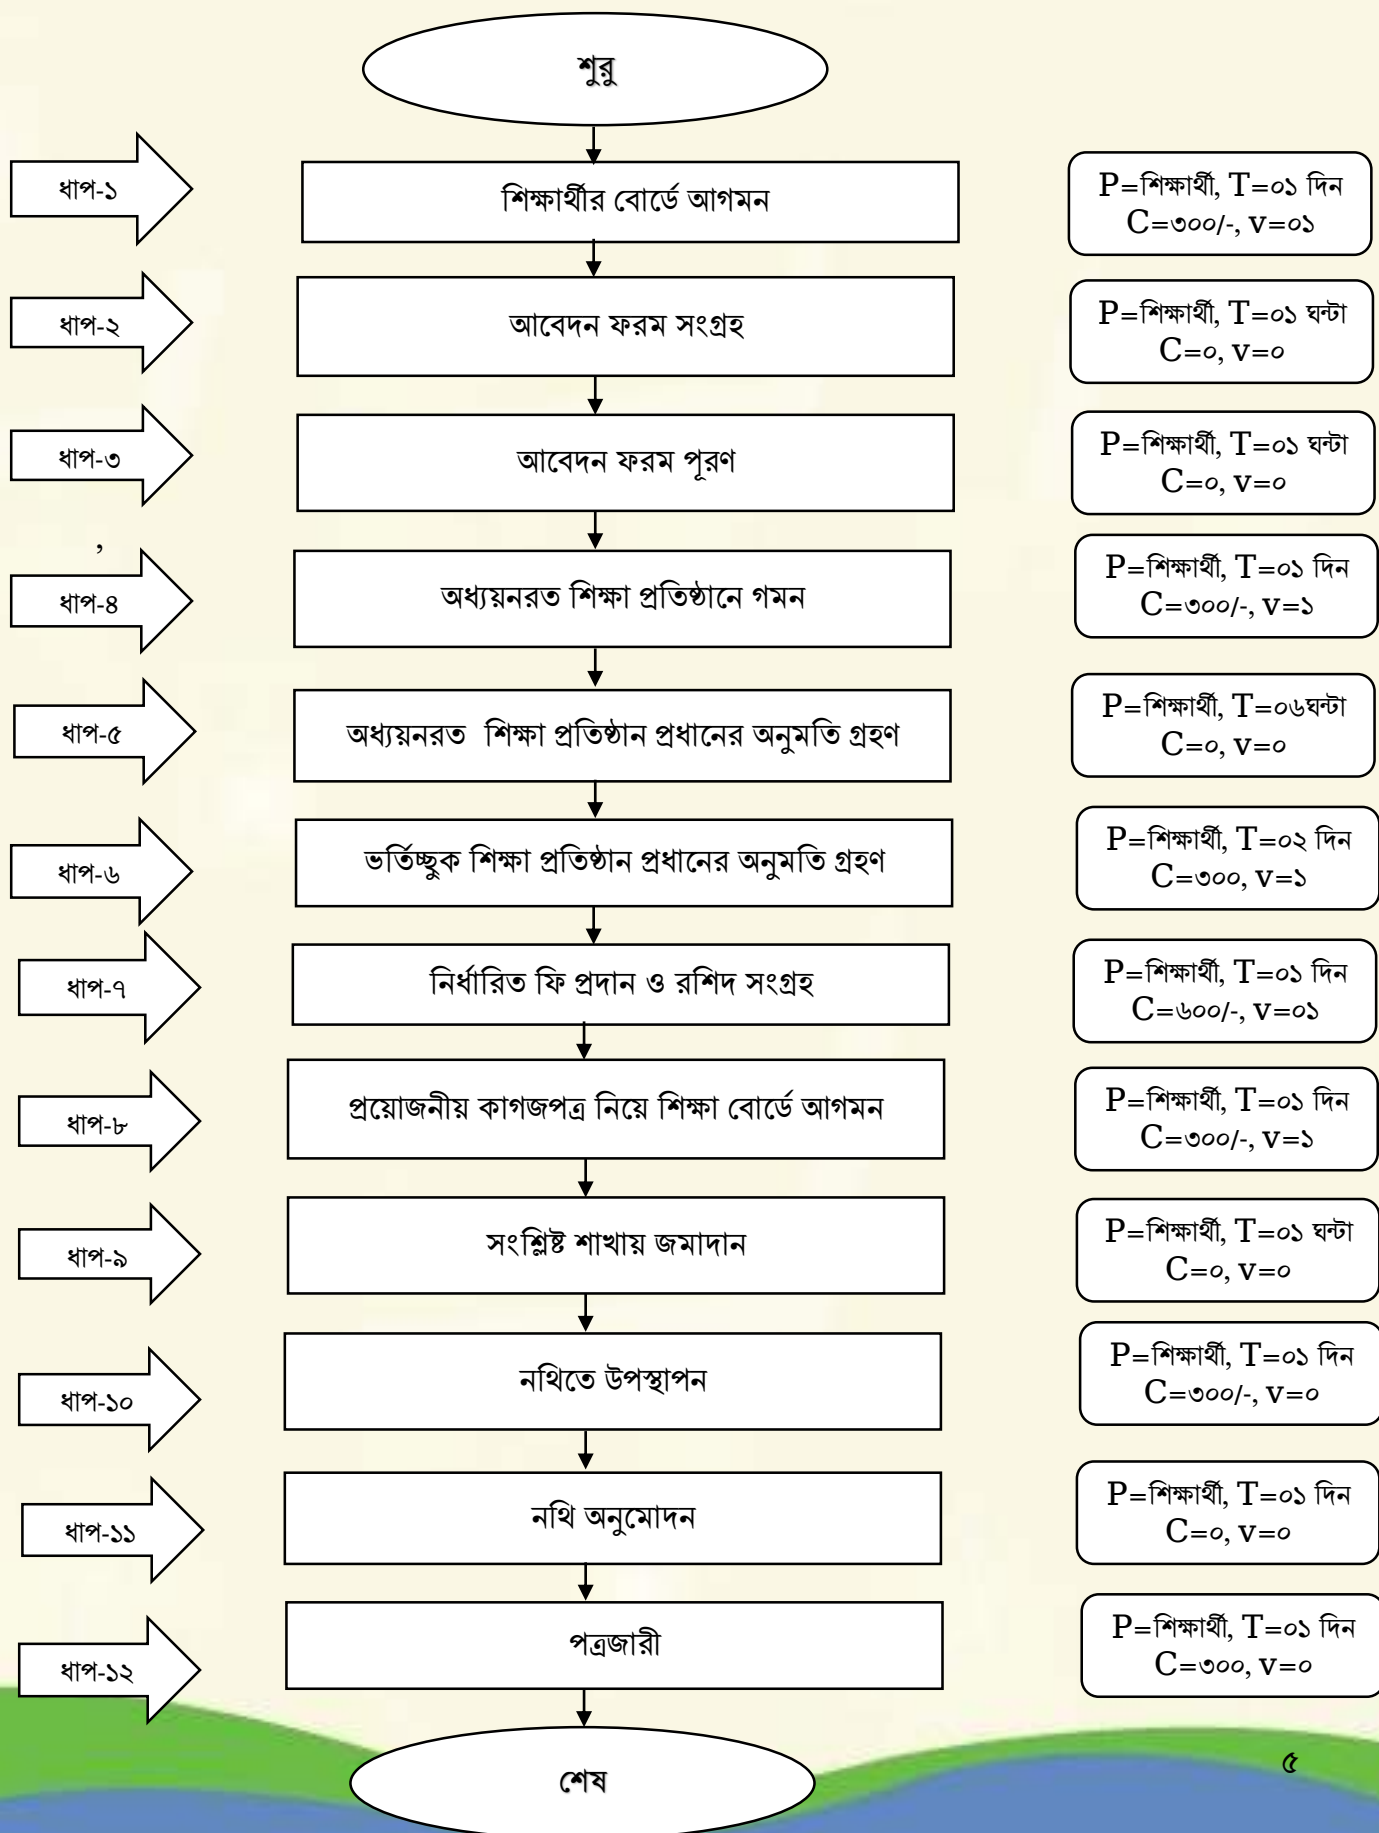 শুরু
ধাপ-১
শিক্ষার্থীর বোর্ডে আগমন
P=শিক্ষার্থী, T=০১ দিন
C=৩০০/-, v=০১
ধাপ-২
আবেদন ফরম সংগ্রহ
P=শিক্ষার্থী, T=০১ ঘন্টা
C=০, v=০
ধাপ-৩
আবেদন ফরম পূরণ
P=শিক্ষার্থী, T=০১ ঘন্টা
C=০, v=০
,
ধাপ-৪
অধ্যয়নরত শিক্ষা প্রতিষ্ঠানে গমন
P=শিক্ষার্থী, T=০১ দিন
C=৩০০/-, v=১
ধাপ-৫
অধ্যয়নরত শিক্ষা প্রতিষ্ঠান প্রধানের অনুমতি গ্রহণ
P=শিক্ষার্থী, T=০৬ঘন্টা
C=০, v=০
ধাপ-৬
ভর্তিচ্ছুক শিক্ষা প্রতিষ্ঠান প্রধানের অনুমতি গ্রহণ
P=শিক্ষার্থী, T=০২ দিন
C=৩০০, v=১
ধাপ-৭
নির্ধারিত ফি প্রদান ও রশিদ সংগ্রহ
P=শিক্ষার্থী, T=০১ দিন
C=৬০০/-, v=০১
ধাপ-৮
প্রয়োজনীয় কাগজপত্র নিয়ে শিক্ষা বোর্ডে আগমন
P=শিক্ষার্থী, T=০১ দিন
C=৩০০/-, v=১
ধাপ-৯
সংশ্লিষ্ট শাখায় জমাদান
P=শিক্ষার্থী, T=০১ ঘন্টা
C=০, v=০
ধাপ-১০
নথিতে উপস্থাপন
P=শিক্ষার্থী, T=০১ দিন
C=৩০০/-, v=০
ধাপ-১১
নথি অনুমোদন
P=শিক্ষার্থী, T=০১ দিন
C=০, v=০
ধাপ-১২
পত্রজারী
P=শিক্ষার্থী, T=০১ দিন
C=৩০০, v=০
শেষ
৫